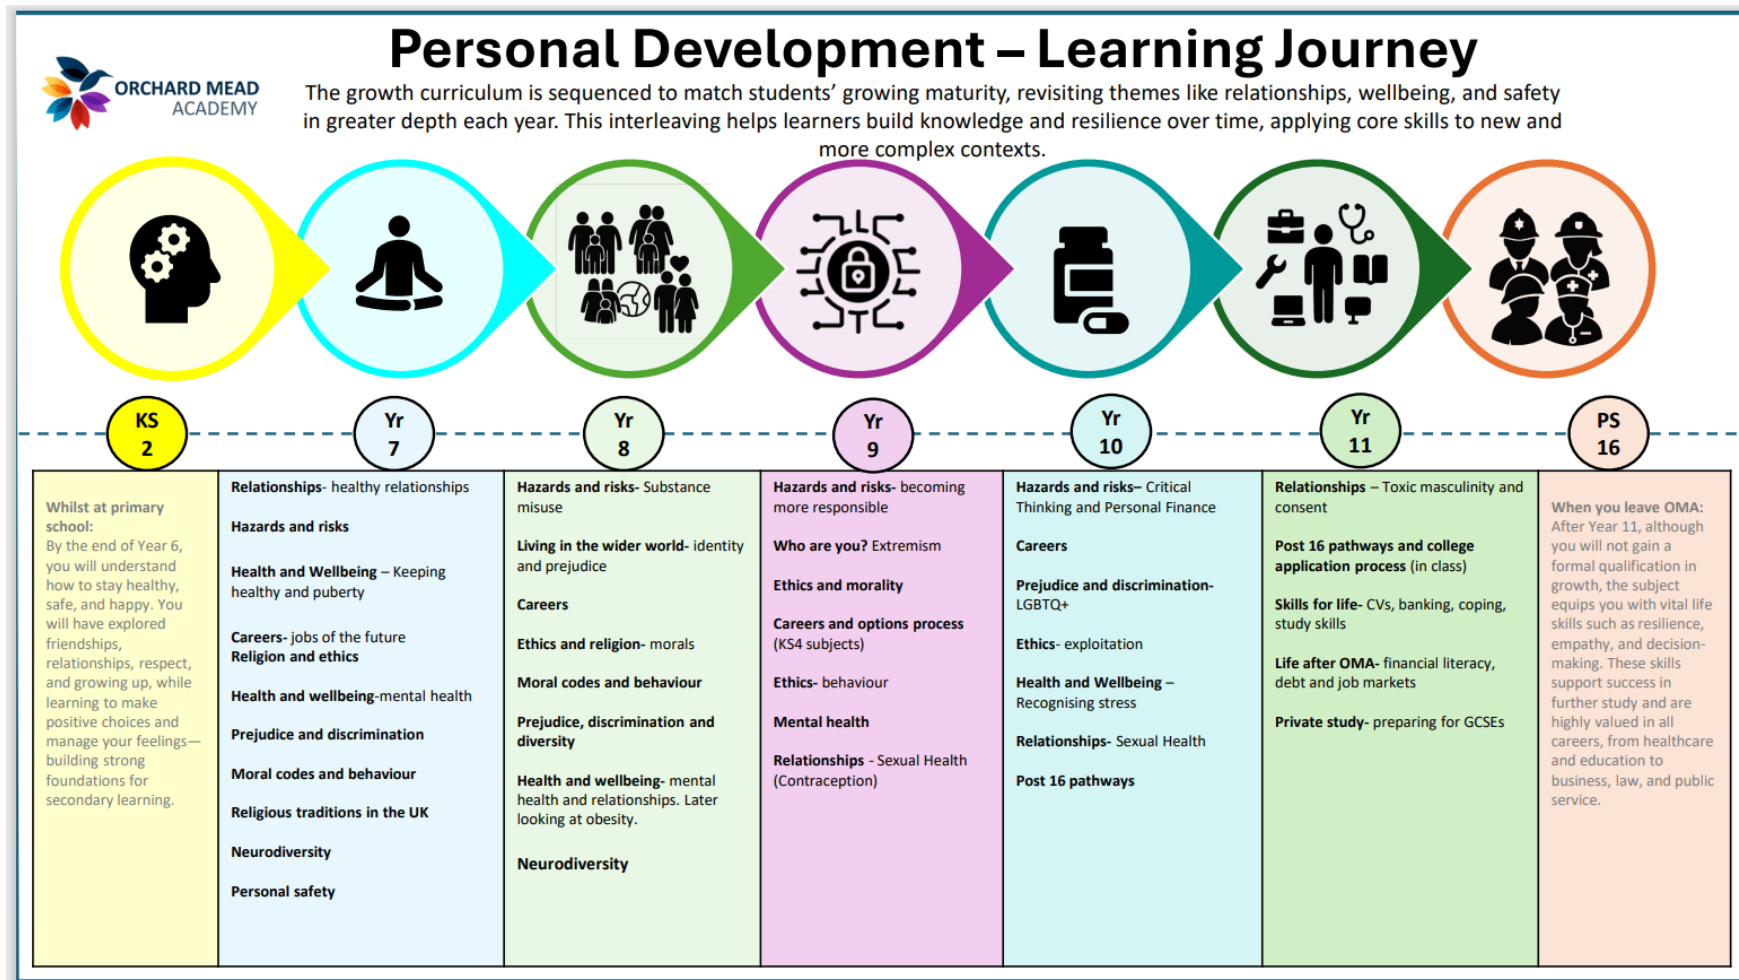 Personal Development – Learning Journey
ORCHARD MEAD
ACADEMY
The growth curriculum is sequenced to match students’ growing maturity, revisiting themes like relationships, wellbeing, and safety
in greater depth each year. This interleaving helps learners build knowledge and resilience over time, applying core skills to new and
more complex contexts.
KS
2
Yr
7
Yr
8
Yr
9
Yr
10
Yr
11
PS
16
Whilst at primary
school:
By the end of Year 6,
you will understand
how to stay healthy,
safe, and happy. You
will have explored
friendships,
relationships, respect,
and growing up, while
learning to make
positive choices and
manage your feelings—
building strong
foundations for
secondary learning.
Relationships- healthy relationships
Hazards and risks
Health and Wellbeing – Keeping
healthy and puberty
Careers- jobs of the future
Religion and ethics
Health and wellbeing-mental health
Prejudice and discrimination
Moral codes and behaviour
Religious traditions in the UK
Neurodiversity
Personal safety
Hazards and risks- Substance
misuse
Living in the wider world- identity
and prejudice
Careers
Ethics and religion- morals
Moral codes and behaviour
Prejudice, discrimination and
diversity
Health and wellbeing- mental
health and relationships. Later
looking at obesity.
Neurodiversity
Hazards and risks- becoming
more responsible
Who are you? Extremism
Ethics and morality
Careers and options process
(KS4 subjects)
Ethics- behaviour
Mental health
Relationships - Sexual Health
(Contraception)
Hazards and risks– Critical
Thinking and Personal Finance
Careers
Prejudice and discrimination-
LGBTQ+
Ethics- exploitation
Health and Wellbeing –
Recognising stress
Relationships- Sexual Health
Post 16 pathways
Relationships – Toxic masculinity and
consent
Post 16 pathways and college
application process (in class)
Skills for life- CVs, banking, coping,
study skills
Life after OMA- financial literacy,
debt and job markets
Private study- preparing for GCSEs
When you leave OMA:
After Year 11, although
you will not gain a
formal qualification in
growth, the subject
equips you with vital life
skills such as resilience,
empathy, and decision-
making. These skills
support success in
further study and are
highly valued in all
careers, from healthcare
and education to
business, law, and public
service.